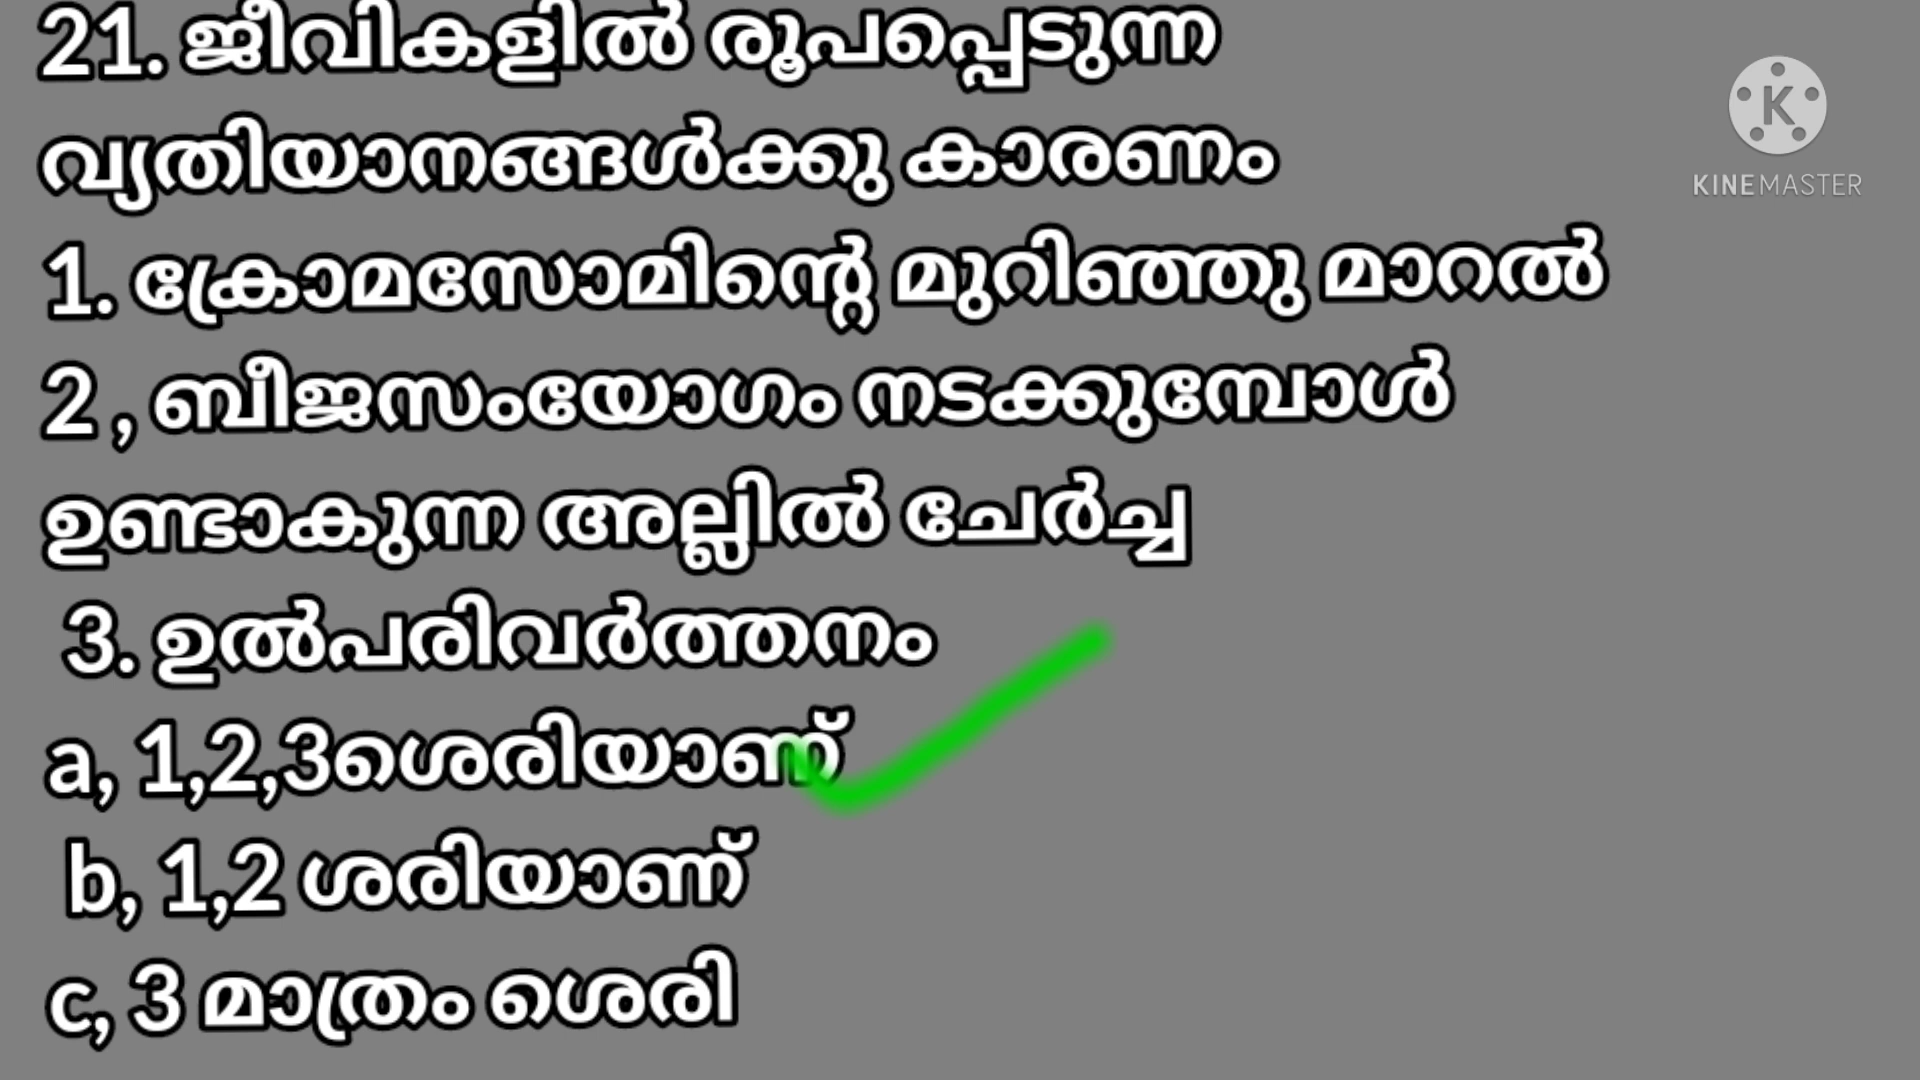 21. ജീവികളിൽ രൂപപ്പെടുന്ന
വ്യതിയാനങ്ങൾക്കു കാരണം
1. ക്രോമസോമിന്റെ മുറിഞ്ഞു മാറൽ
2 , ബീജസംയോഗം നടക്കുമ്പോൾ
ഉണ്ടാകുന്ന അല്ലിൽ ചേർച്ച
3. ഉൽപരിവർത്തനം
a, 1,2,3ശെരിയാണ്
b, 1,2 ശരിയാണ്
c, 3 മാത്രം ശെരി
K
KINEMASTER